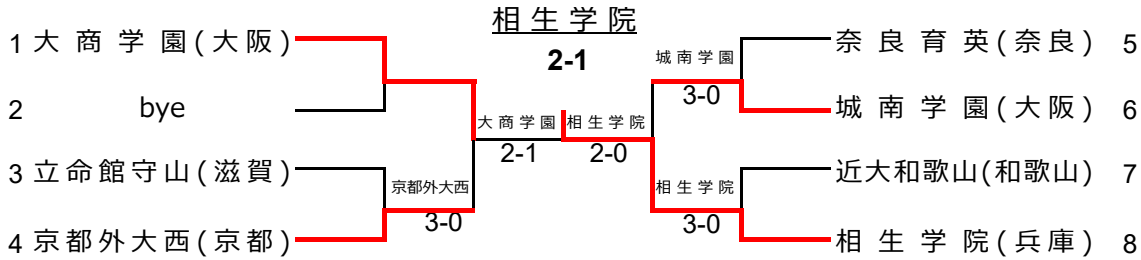 相生学院
2-1
1 大商学園(大阪)
2 bye
3 立命館守山(滋賀)
4 京都外大西(京都)
京都外大西
3-0
大商学園
2-1
相生学院
2-0
城南学園
3-0
相生学院
3-0
奈良育英(奈良) 5
城南学園(大阪) 6
近大和歌山(和歌山) 7
相生学院(兵庫) 8